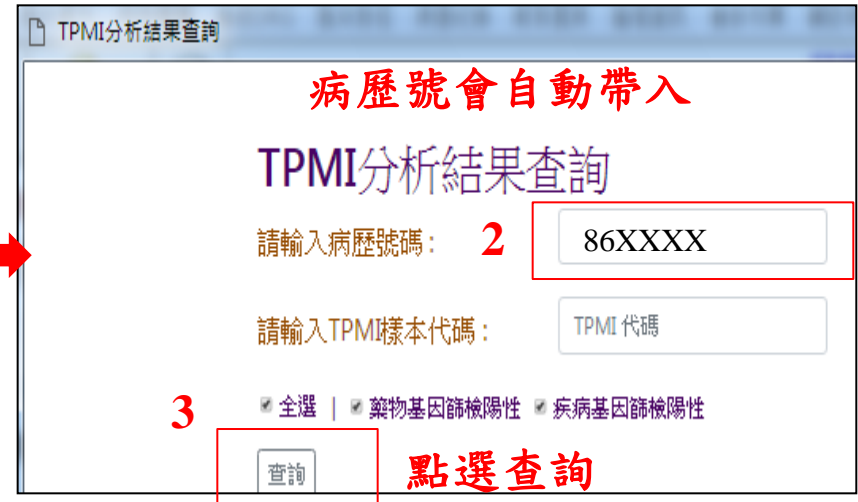 TPMI分析結果查詢
病歷號會自動帶入
TPMI分析結果查詢
請輸入病歷號碼： 2 86XXXX
請輸入TPMI樣本代碼： TPMI 代碼
3
全選 | 藥物基因篩檢陽性 疾病基因篩檢陽性
查詢 點選查詢